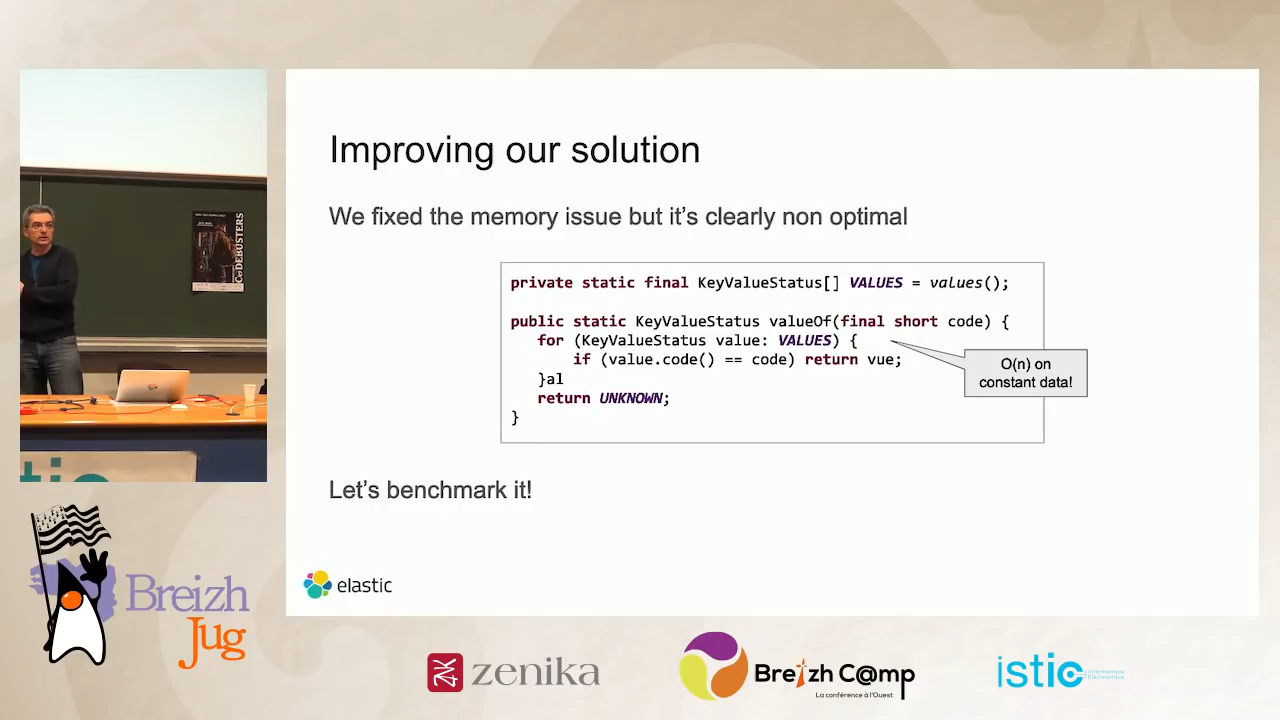 Improving our solution
We fixed the memory issue but it’s clearly non optimal
private static final KeyValueStatus[] VALUES = values();
public static KeyValueStatus valueOf(final short code) {
for (KeyValueStatus value: VALUES) {
if (value.code() == code) return vue;
}al
return UNKNOWN;
}
O(n) on
constant data!
Let’s benchmark it!
elastic
CODEBUSTERS
stic
Breizh
Jug
zenika
Breizh C@mp
La conférence à l'Ouest
istic